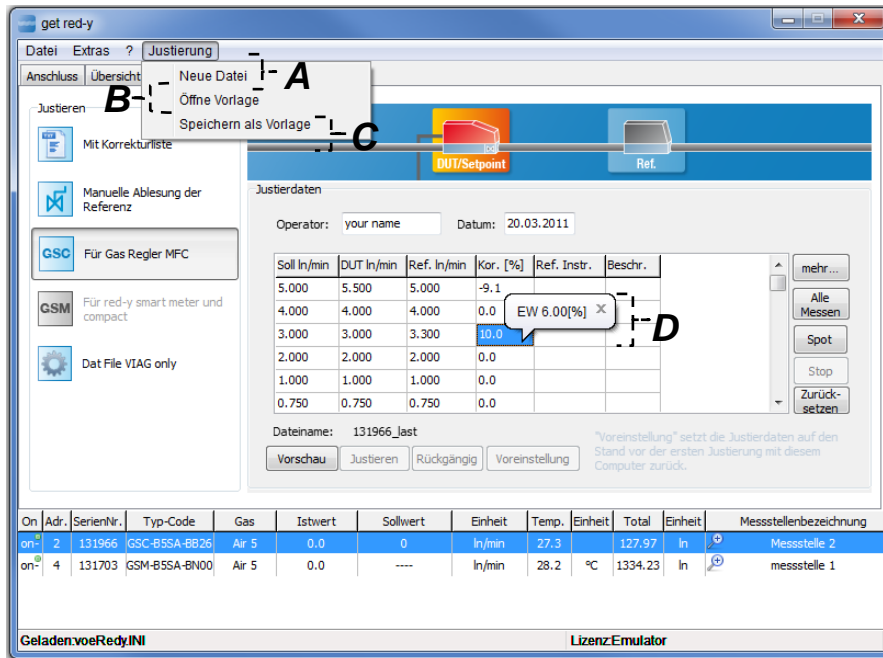 get red-y
Datei Extras ? Justierung
Anschluss Übersicht
Neue Datei
Öffne Vorlage
Speichern als Vorlage
A
B
C
Justieren
Mit Korrekturliste
Manuelle Ablesung der
Referenz
GSC Für Gas Regler MFC
GSM Für red-y smart meter und
compact
Dat File VIAG only
DUT/Setpoint
Ref.
Justierdaten
Operator: your name Datum: 20.03.2011
Soll ln/min DUT ln/min Ref. ln/min Kor. [%] Ref. Instr. Beschr.
5.000 5.500 5.000 -9.1
4.000 4.000 4.000 0.0
3.000 3.000 3.300 10.0
2.000 2.000 2.000 0.0
1.000 1.000 1.000 0.0
0.750 0.750 0.750 0.0
EW 6.00[%] X
D
mehr...
Alle
Messen
Spot
Stop
Zurück-
setzen
Dateiname: 131966_last
Vorschau Justieren Rückgängig Voreinstellung
"Voreinstellung" setzt die Justierdaten auf den
Stand vor der ersten Justierung mit diesem
Computer zurück.
On Adr. SerienNr. Typ-Code Gas Istwert Sollwert Einheit Temp. Einheit Total Einheit Messstellenbezeichnung
on- 2 131966 GSC-B5SA-BB26 Air 5 0.0 0 ln/min 27.3 127.97 ln Messstelle 2
on- 4 131703 GSM-B5SA-BN00 Air 5 0.0 ---- ln/min 28.2 °C 1334.23 ln messstelle 1
Geladen:voeRedy.INI Lizenz:Emulator